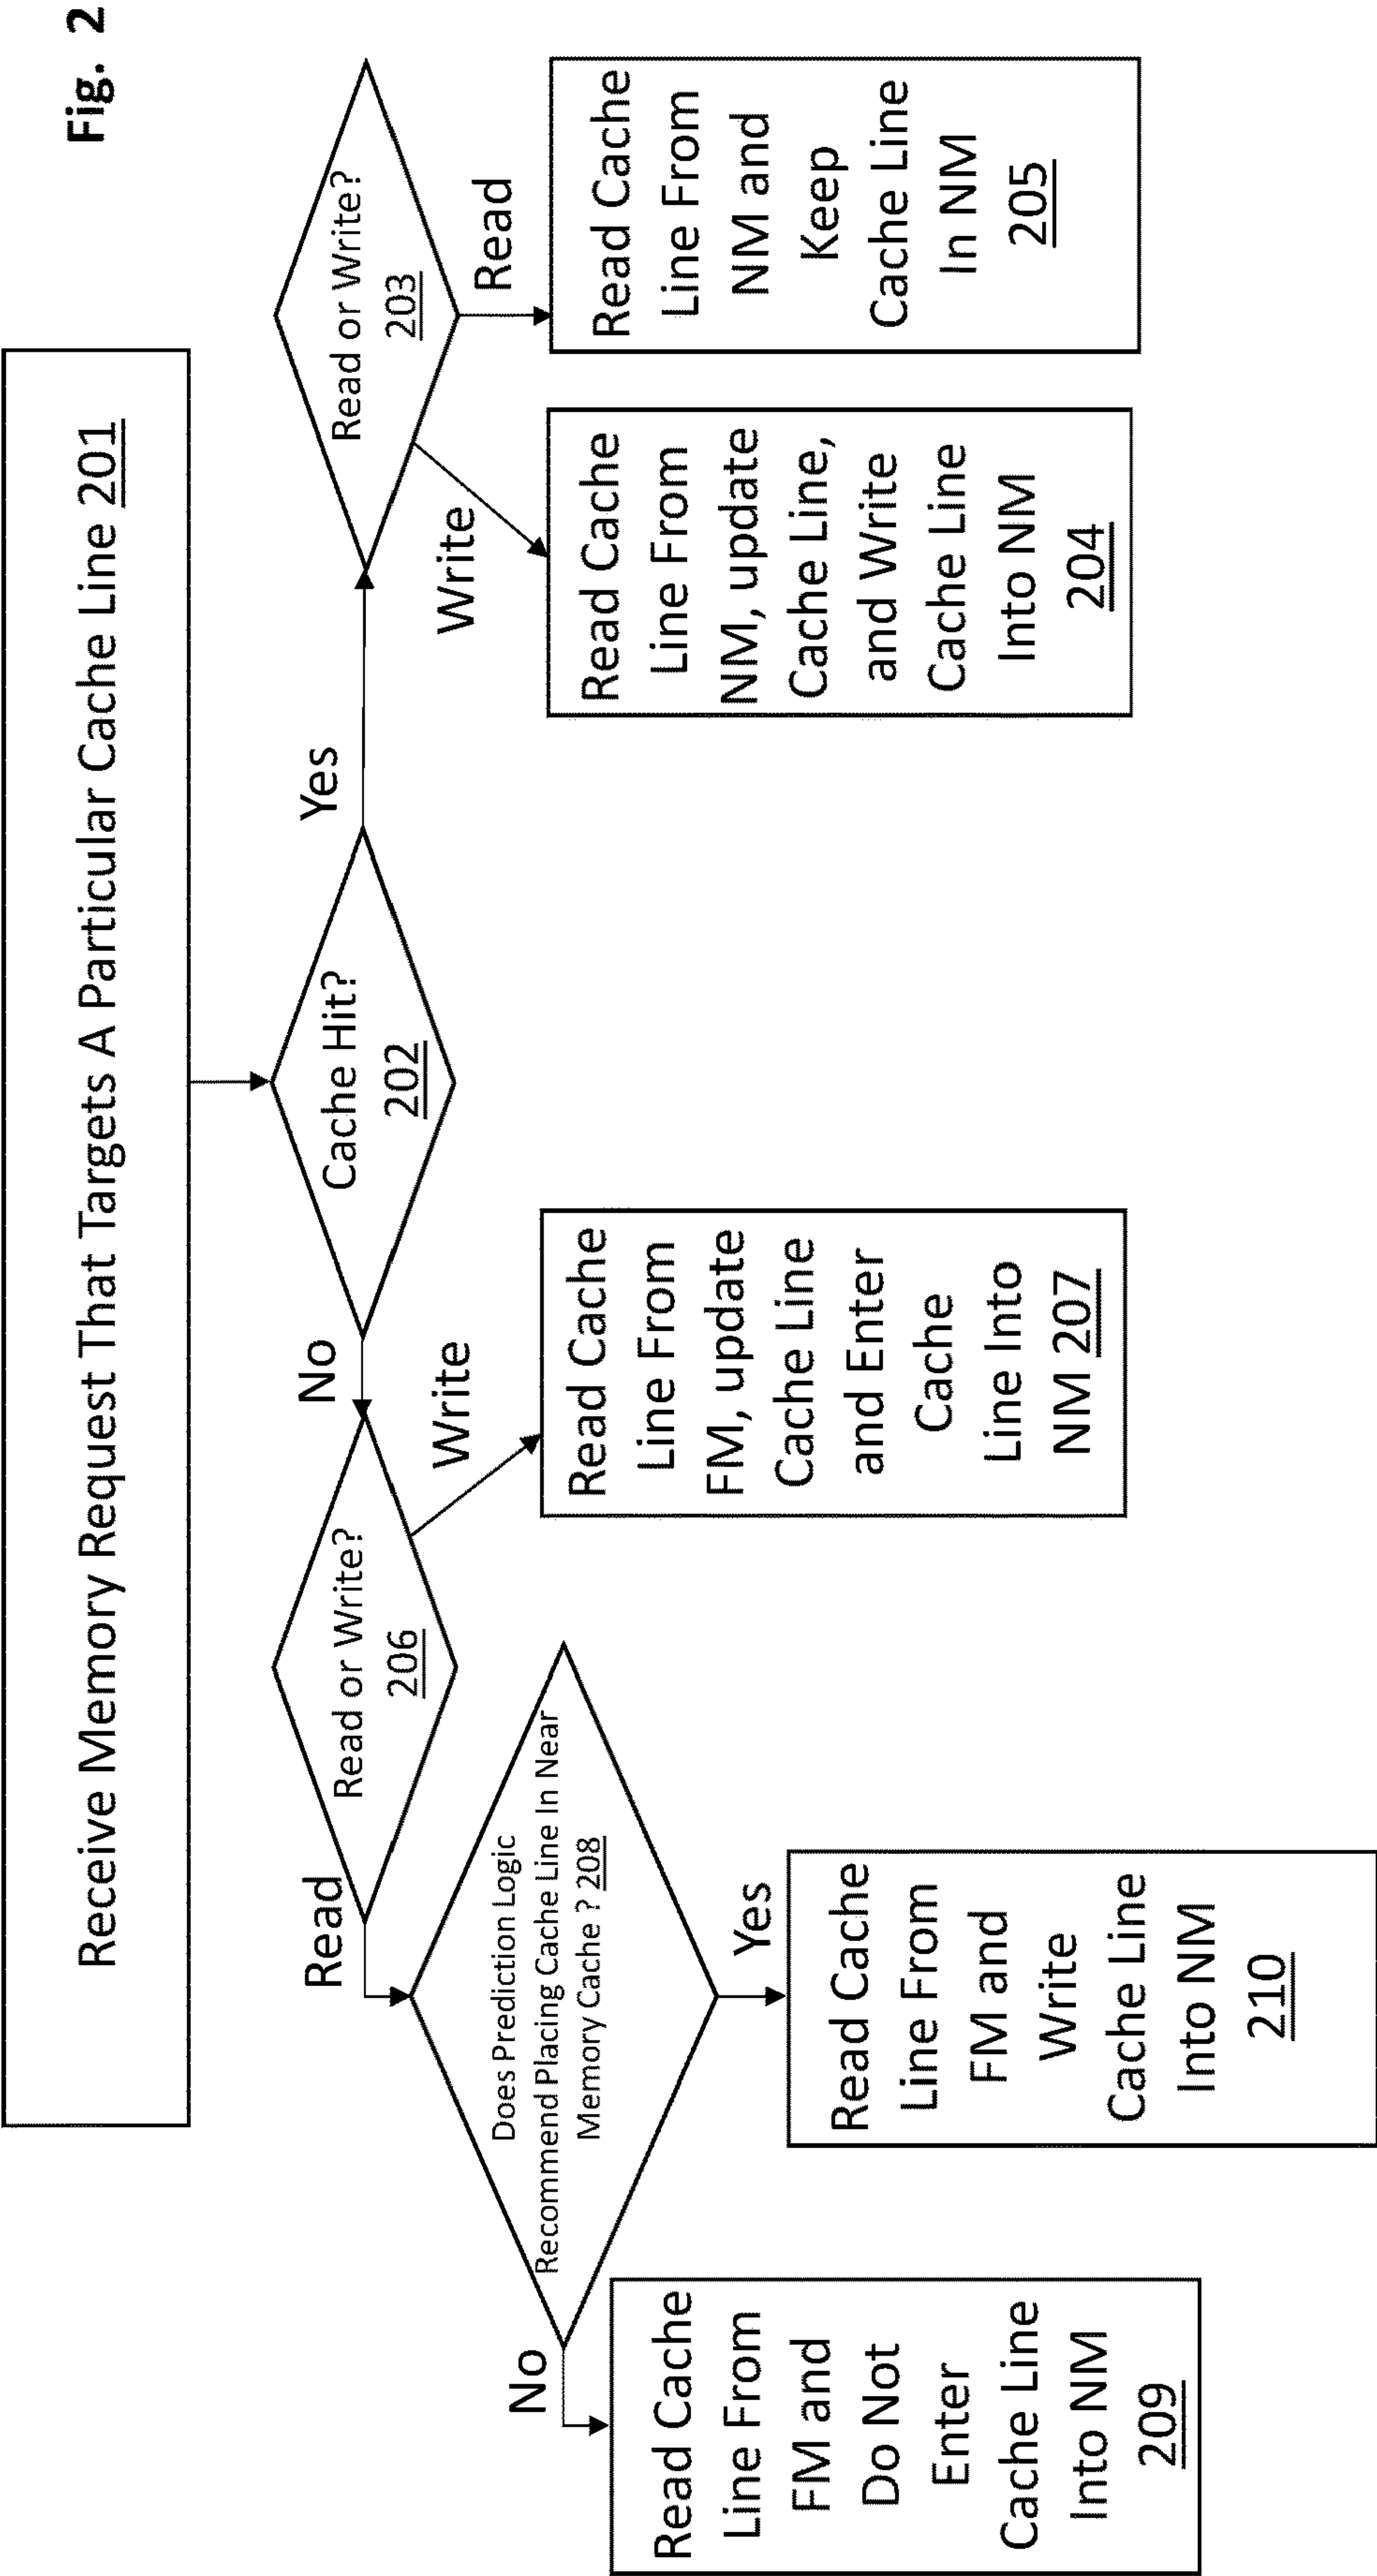 Fig. 2
Receive Memory Request That Targets A Particular Cache Line 201
Cache Hit?
202
No
Yes
Read or Write?
206
Read or Write?
203
Read
Write
Write
Read
Does Prediction Logic
Recommend Placing Cache Line In Near
Memory Cache ? 208
No
Yes
Read Cache
Line From
FM and
Do Not
Enter
Cache Line
Into NM
209
Read Cache
Line From
FM and
Write
Cache Line
Into NM
210
Read Cache
Line From
FM, update
Cache Line
and Enter
Cache
Line Into
NM 207
Read Cache
Line From
NM, update
Cache Line,
and Write
Cache Line
Into NM
204
Read Cache
Line From
NM and
Keep
Cache Line
In NM
205